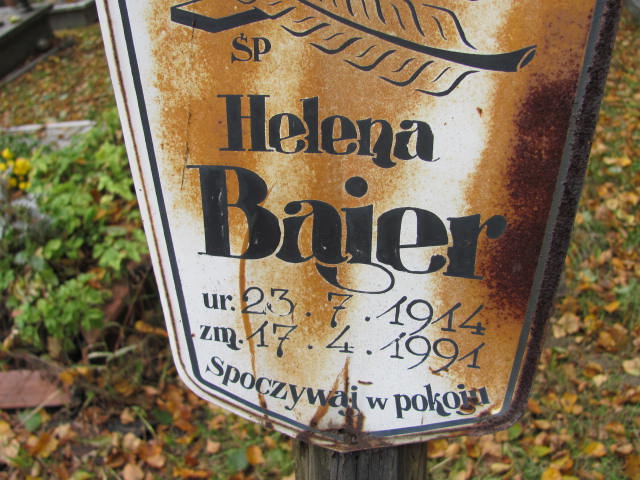 ŚP
Helena
Bajer
ur. 23. 7. 1914
zm. 17. 4. 1991
spoczywaj w pokoju